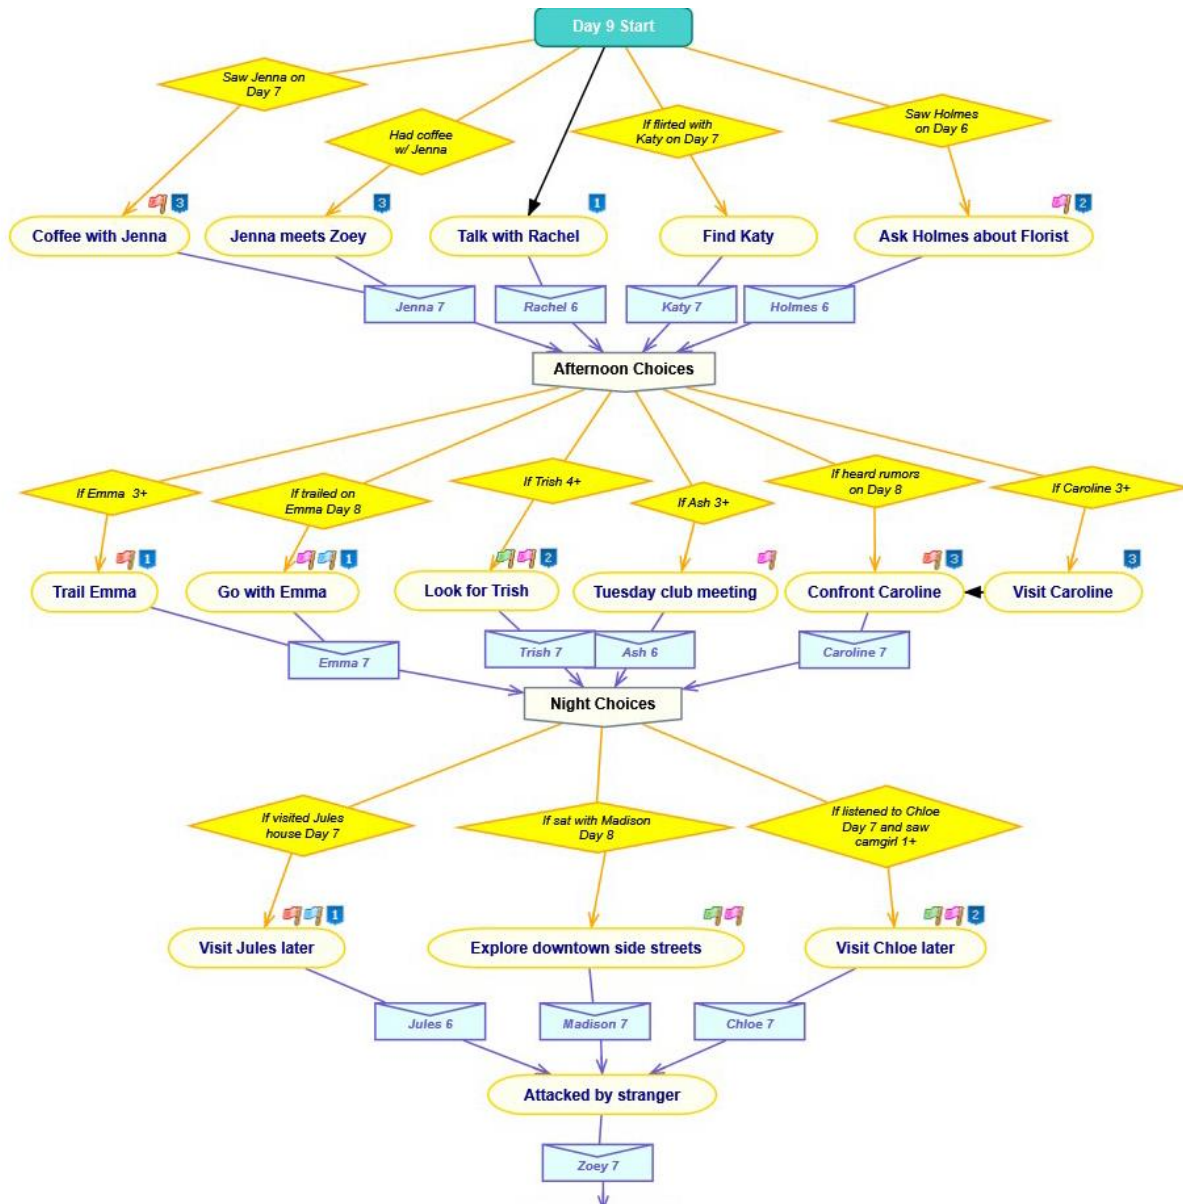 Day 9 Start
Saw Jenna on
Day 7
Had coffee
w/ Jenna
If flirted with
Katy on Day 7
Saw Holmes
on Day 6
3
3
1
2
Coffee with Jenna
Jenna meets Zoey
Talk with Rachel
Find Katy
Ask Holmes about Florist
Jenna 7
Rachel 6
Katy 7
Holmes 6
Afternoon Choices
If Emma 3+
If trailed on
Emma Day 8
If Trish 4+
If Ash 3+
If heard rumors
on Day 8
If Caroline 3+
1
1
2
3
3
Trail Emma
Go with Emma
Look for Trish
Tuesday club meeting
Confront Caroline
Visit Caroline
Emma 7
Trish 7
Ash 6
Caroline 7
Night Choices
If visited Jules
house Day 7
If sat with Madison
Day 8
If listened to Chloe
Day 7 and saw
camgirl 1+
1
2
Visit Jules later
Explore downtown side streets
Visit Chloe later
Jules 6
Madison 7
Chloe 7
Attacked by stranger
Zoey 7